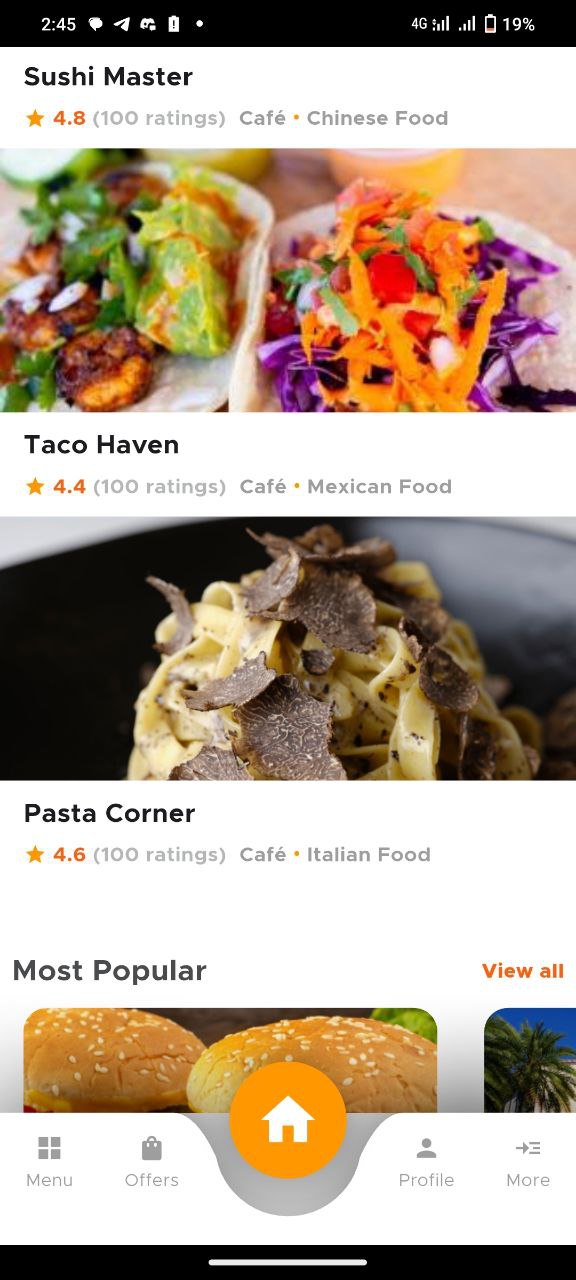 2:45 4G 19%
Sushi Master
4.8 (100 ratings) Café • Chinese Food
Taco Haven
4.4 (100 ratings) Café • Mexican Food
Pasta Corner
4.6 (100 ratings) Café • Italian Food
Most Popular View all
Menu Offers Profile More